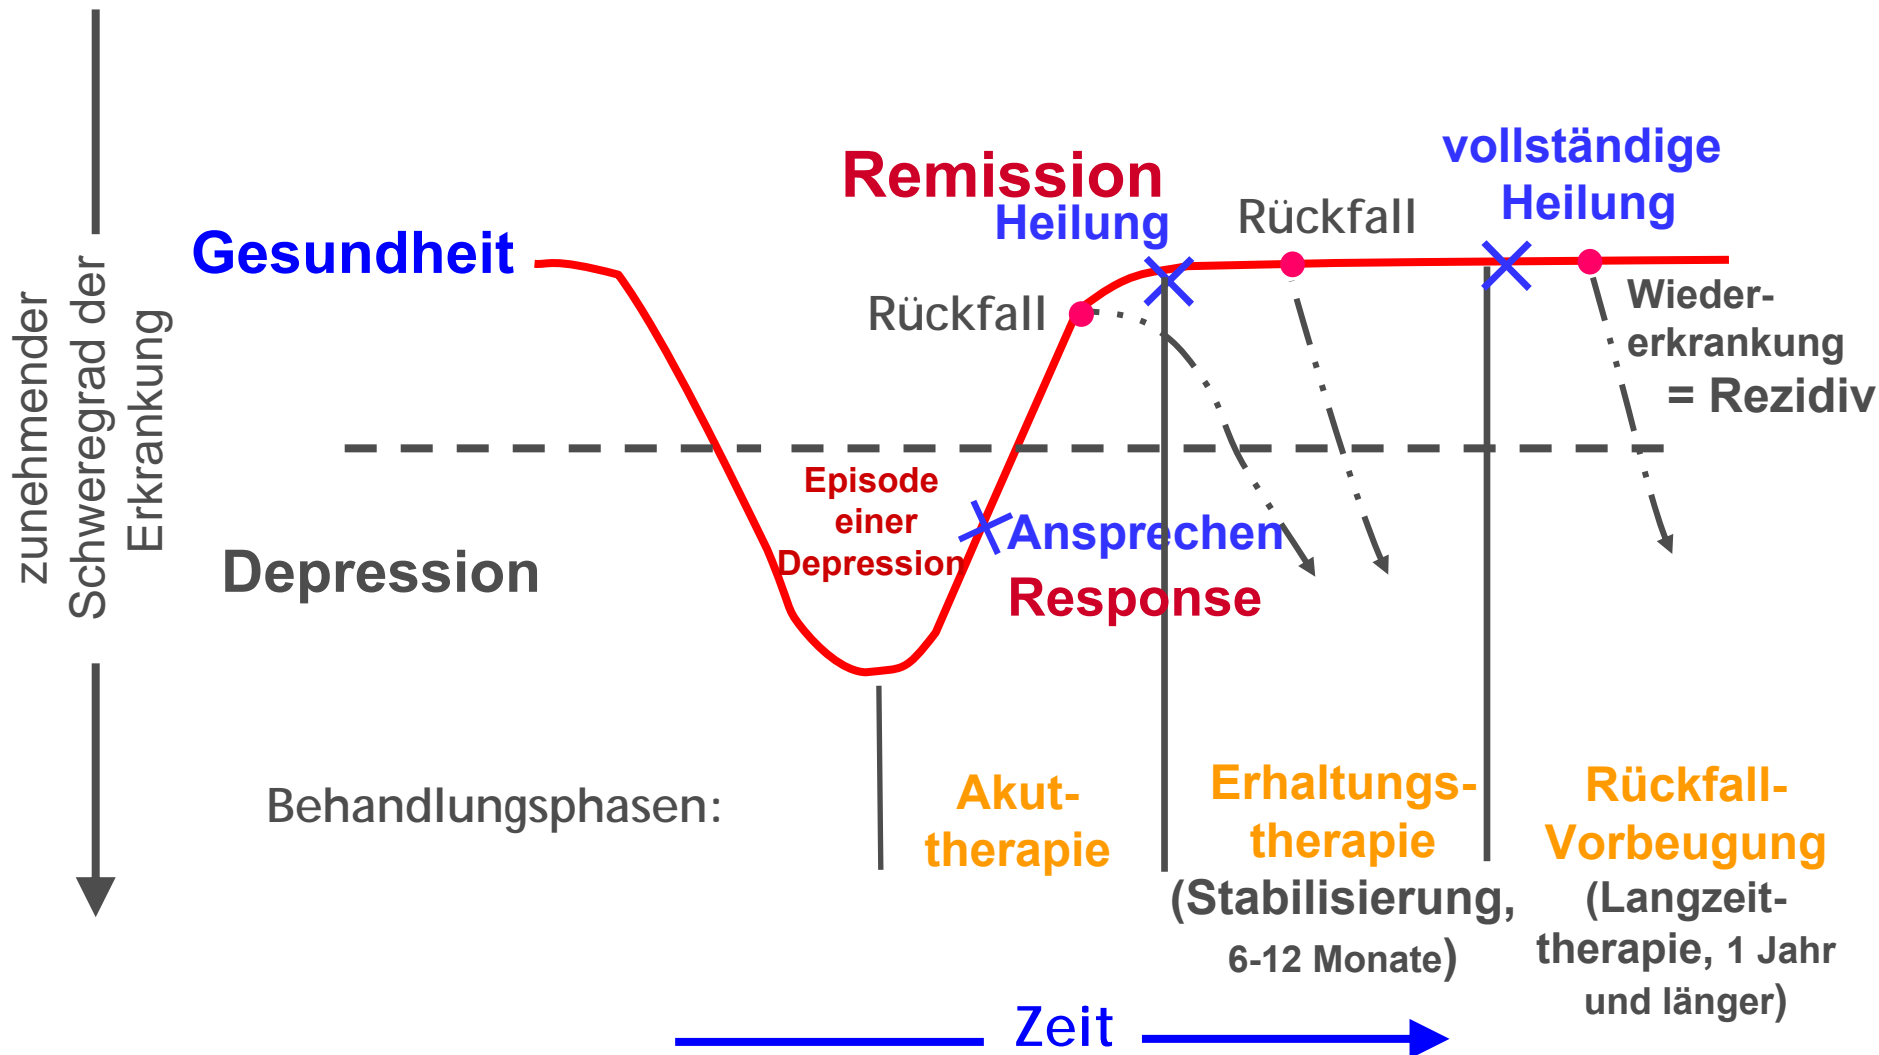 zunehmender
Schweregrad der
Erkrankung
Gesundheit
Depression
Remission
Heilung
Rückfall
Rückfall
vollständige
Heilung
Wieder-
erkrankung
= Rezidiv
Episode
einer
Depression
Ansprechen
Response
Behandlungsphasen:
Akut-
therapie
Erhaltungs-
therapie
(Stabilisierung,
6-12 Monate)
Rückfall-
Vorbeugung
(Langzeit-
therapie, 1 Jahr
und länger)
Zeit